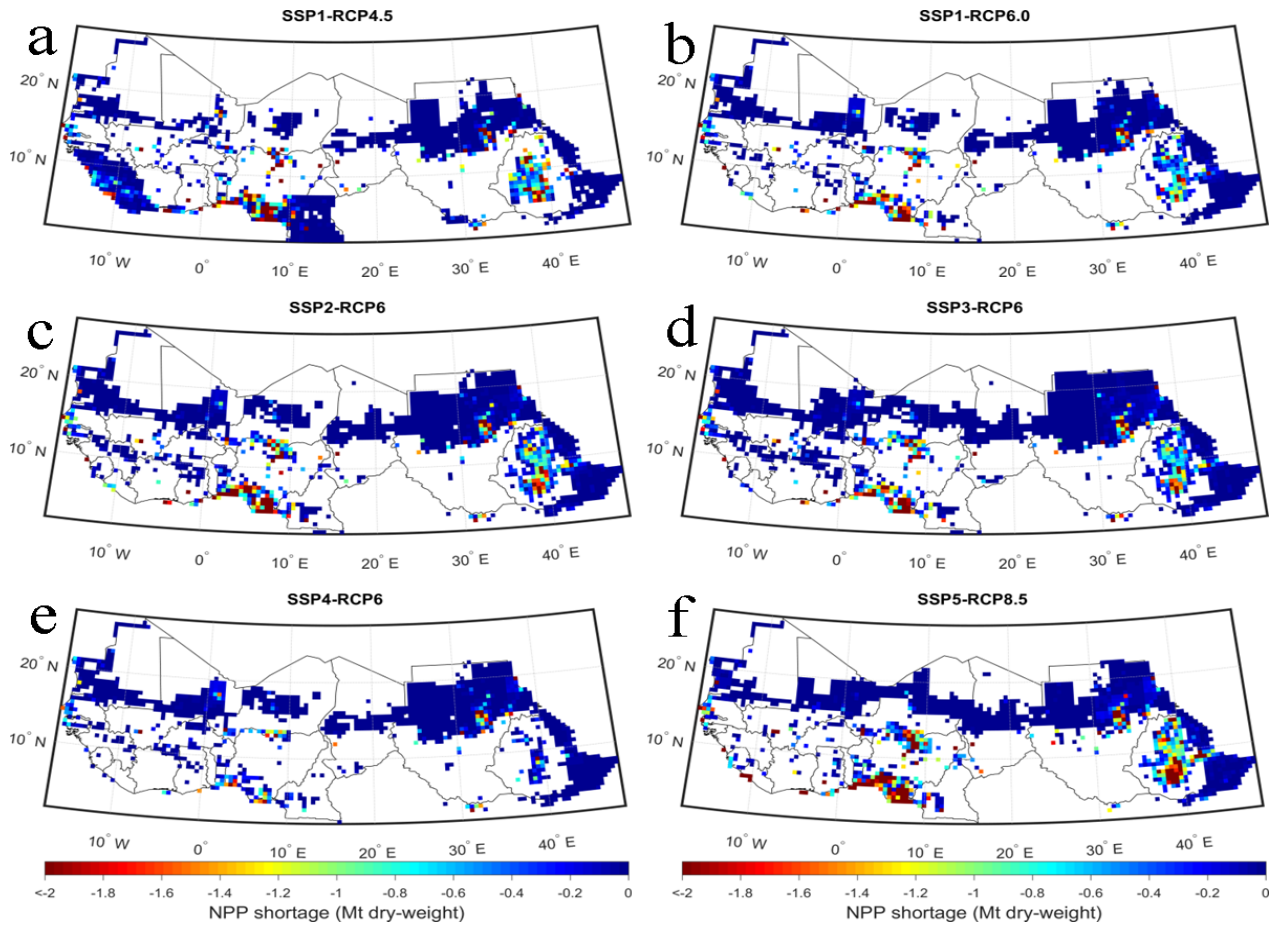 SSP1-RCP4.5
a
20° N
10° N
10° W 0° 10° E 20° E 30° E 40° E
SSP1-RCP6.0
b
20° N
10° N
10° W 0° 10° E 20° E 30° E 40° E
SSP2-RCP6
c
20° N
10° N
10° W 0° 10° E 20° E 30° E 40° E
SSP3-RCP6
d
20° N
10° N
10° W 0° 10° E 20° E 30° E 40° E
SSP4-RCP6
e
20° N
10° N
10° W 0° 10° E 20° E 30° E 40° E
SSP5-RCP8.5
f
20° N
10° N
10° W 0° 10° E 20° E 30° E 40° E
<-2 -1.8 -1.6 -1.4 -1.2 -1 -0.8 -0.6 -0.4 -0.2 0
NPP shortage (Mt dry-weight)
<-2 -1.8 -1.6 -1.4 -1.2 -1 -0.8 -0.6 -0.4 -0.2 0
NPP shortage (Mt dry-weight)